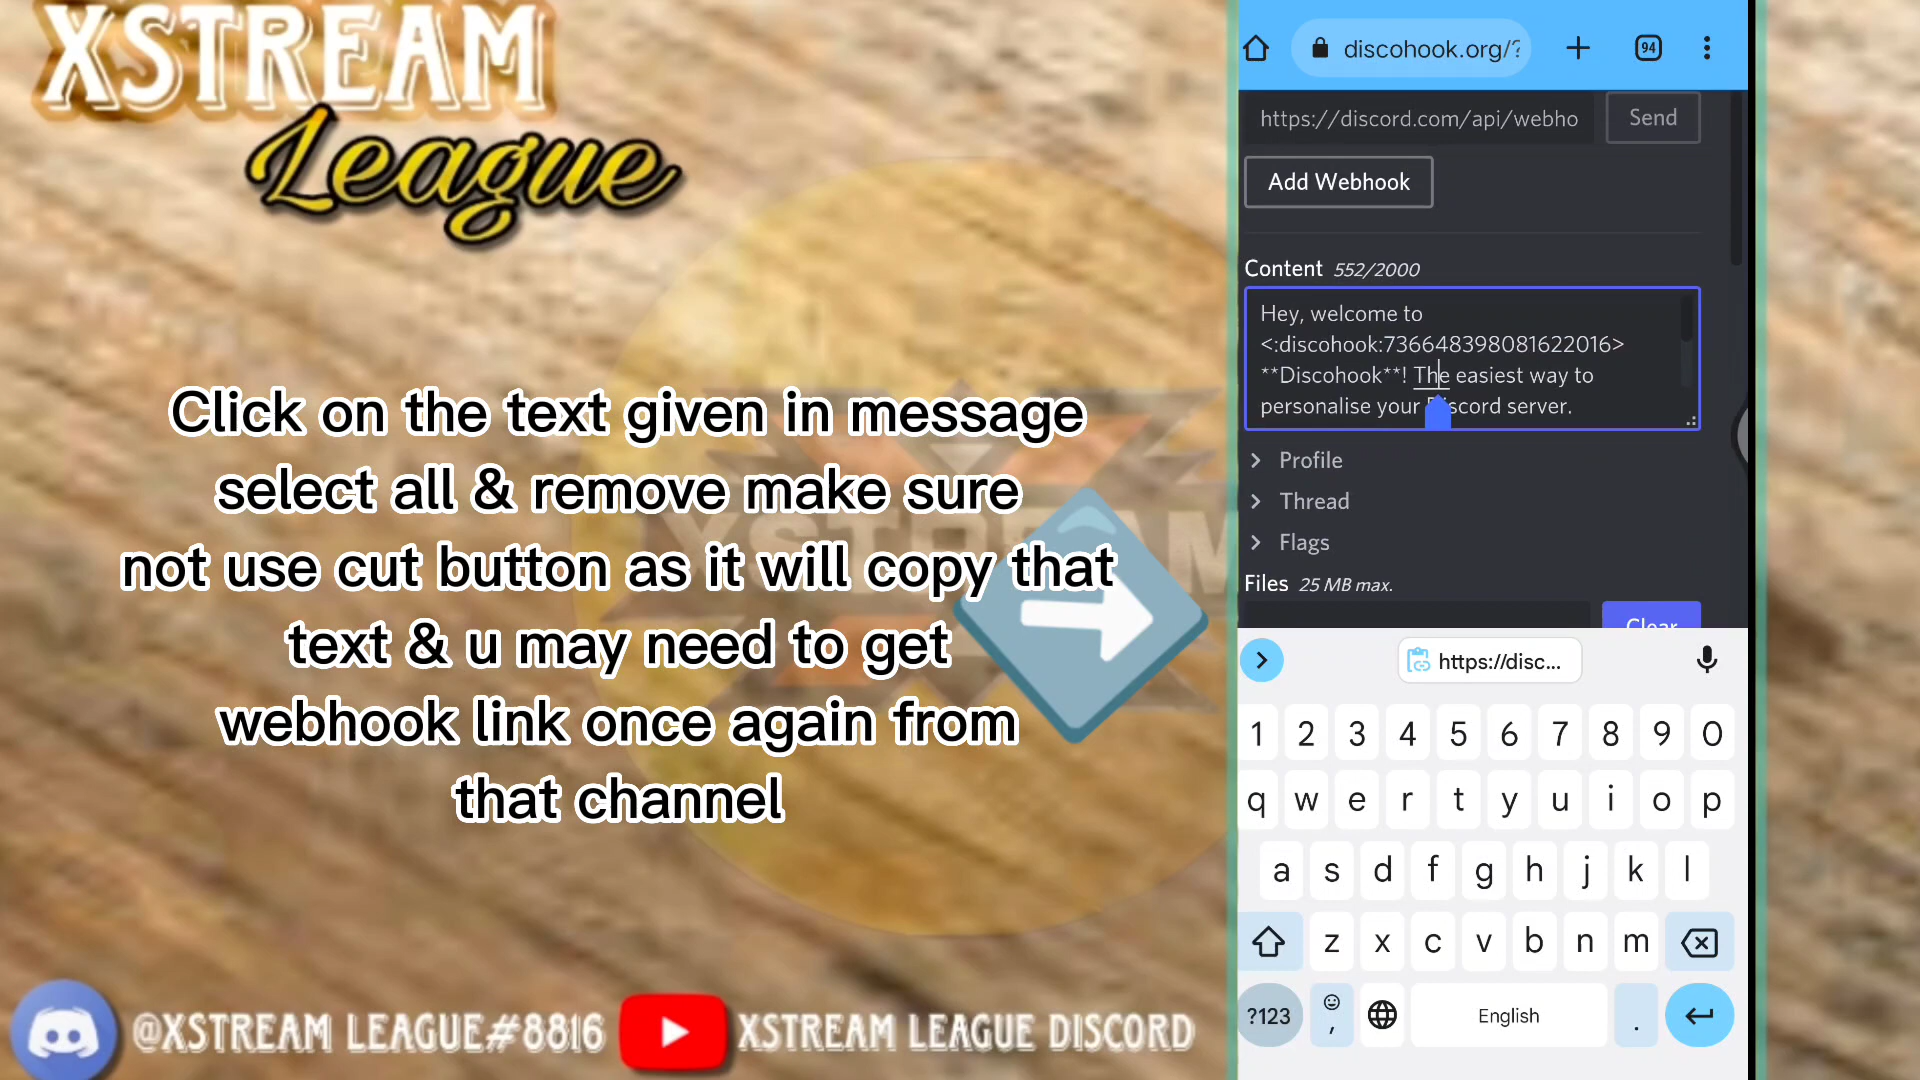 XSTREAM
League
Click on the text given in message
select all & remove make sure
not use cut button as it will copy that
text & u may need to get
webhook link once again from
that channel
XSTREAM
@XSTREAM LEAGUE#8816
XSTREAM LEAGUE DISCORD
discohook.org/?
94
https://discord.com/api/webho
Send
Add Webhook
Content 552/2000
Hey, welcome to
<:discohook:736648398081622016>
**Discohook**! The easiest way to
personalise your Discord server.
Profile
Thread
Flags
Files 25 MB max.
Clear
https://disc...
1 2 3 4 5 6 7 8 9 0
q w e r t y u i o p
a s d f g h j k l
z x c v b n m
?123 , English .